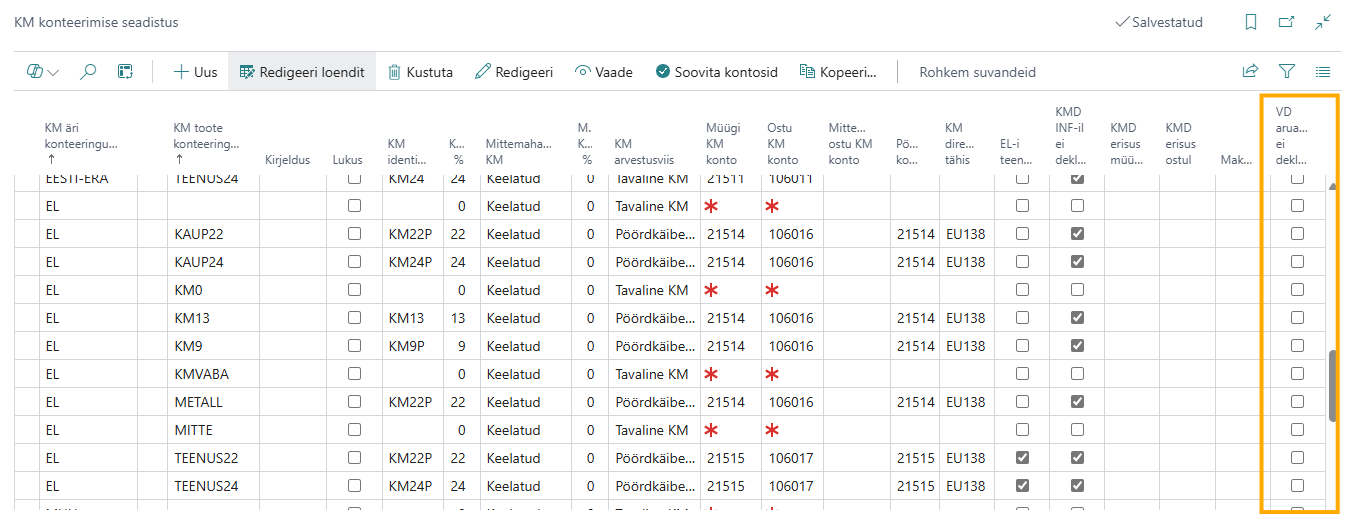 KM konteerimise seadistus
Salvestatud
Uus
Redigeeri loendit
Kustuta
Redigeeri
Vaade
Soovita kontosid
Kopeeri...
Rohkem suvandeid
KM äri konteeringu... ↑
KM toote konteering... ↑
Kirjeldus
Lukus
KM identi...
K... %
Mittemaha... KM
M. K... %
KM arvestusviis
Müügi KM konto
Ostu KM konto
Mitte... ostu KM konto
Pö... ko...
KM dire... tähis
EL-i teen...
KMD INF-il ei dekl...
KMD erisus müü...
KMD erisus ostul
Mak...
VD arua... ei dekl...
EESTI-ERA TEENUS24 KM24 24 Keelatud 0 Tavaline KM 21511 106011
EL 0 Keelatud 0 Tavaline KM * *
EL KAUP22 KM22P 22 Keelatud 0 Pöördkäibe... 21514 106016 21514 EU138
EL KAUP24 KM24P 24 Keelatud 0 Pöördkäibe... 21514 106016 21514 EU138
EL KM0 0 Keelatud 0 Tavaline KM * *
EL KM13 KM13 13 Keelatud 0 Pöördkäibe... 21514 106016 21514 EU138
EL KM9 KM9P 9 Keelatud 0 Pöördkäibe... 21514 106016 21514 EU138
EL KMVABA 0 Keelatud 0 Tavaline KM * *
EL METALL KM22P 22 Keelatud 0 Pöördkäibe... 21514 106016 21514 EU138
EL MITTE 0 Keelatud 0 Tavaline KM * *
EL TEENUS22 KM22P 22 Keelatud 0 Pöördkäibe... 21515 106017 21515 EU138
EL TEENUS24 KM24P 24 Keelatud 0 Pöördkäibe... 21515 106017 21515 EU138